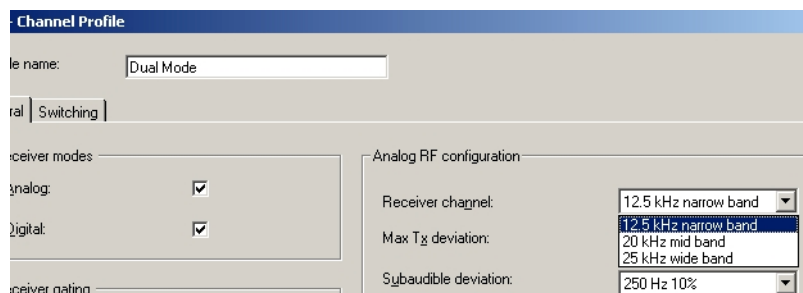 - Channel Profile
le name: Dual Mode
ral Switching
ceiver modes
Analog:
Digital:
ceiver gating
Analog RF configuration
Receiver channel: 12.5 kHz narrow band
12.5 kHz narrow band
20 kHz mid band
25 kHz wide band
Max Tx deviation:
Subaudible deviation: 250 Hz 10%